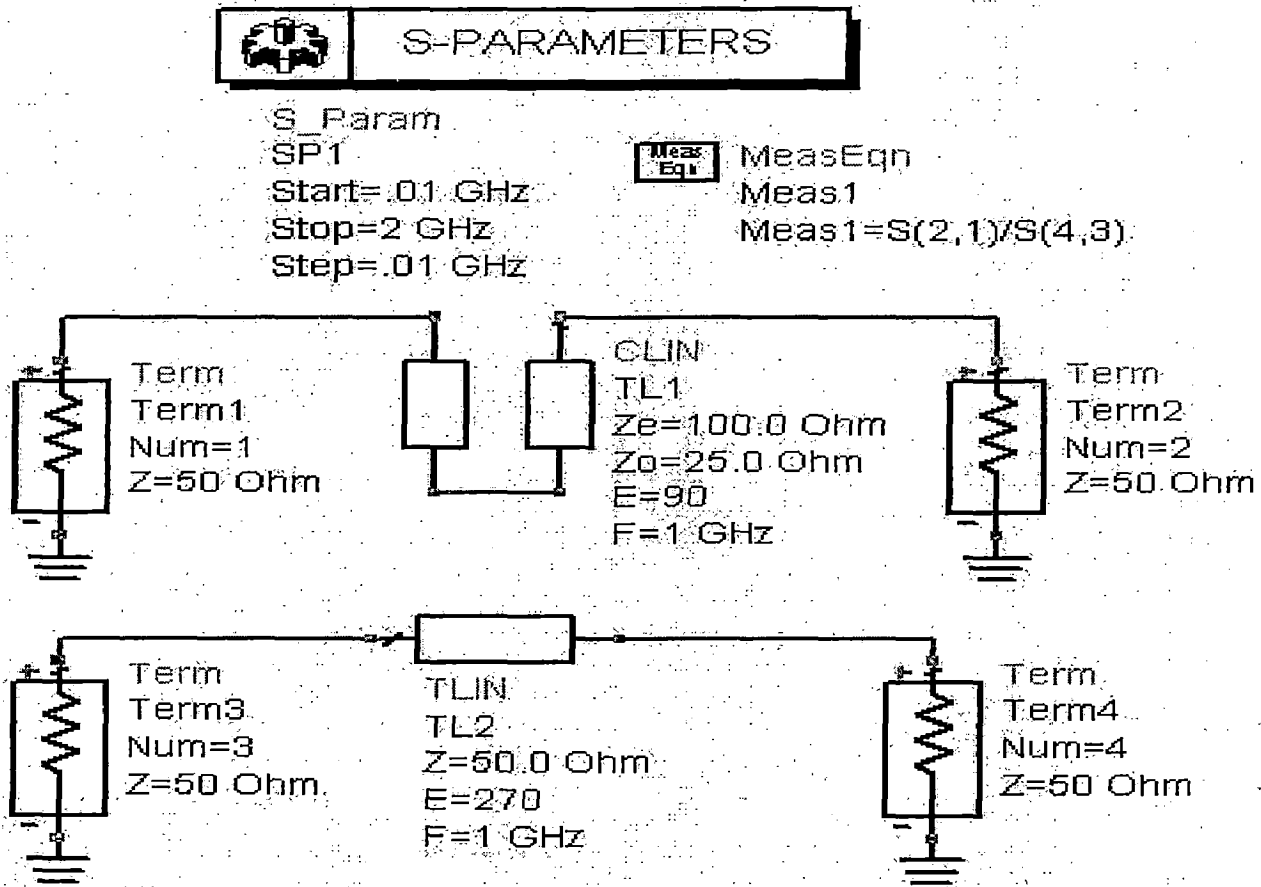 S-PARAMETERS
S_Param
SP1
Start=.01 GHz
Stop=2 GHz
Step=.01 GHz
Meas
Eqn
MeasEqn
Meas1
Meas1=S(2,1)/S(4,3)
+
Term
Term1
Num=1
Z=50 Ohm
-
CLIN
TL1
Ze=100.0 Ohm
Zo=25.0 Ohm
E=90
F=1 GHz
+
Term
Term2
Num=2
Z=50 Ohm
-
+
Term
Term3
Num=3
Z=50 Ohm
-
TLIN
TL2
Z=50.0 Ohm
E=270
F=1 GHz
+
Term
Term4
Num=4
Z=50 Ohm
-